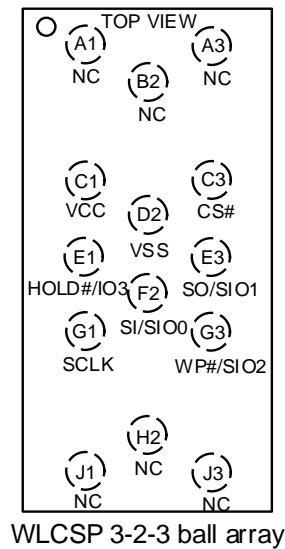 TOP VIEW
A1 A3
NC NC
B2
NC
C1 C3
VCC CS#
D2
VSS
E1 E3
HOLD#/IO3 SO/SIO1
F2
SI/SIO0
G1 G3
SCLK WP#/SIO2
H2
NC
J1 J3
NC NC
WLCSP 3-2-3 ball array